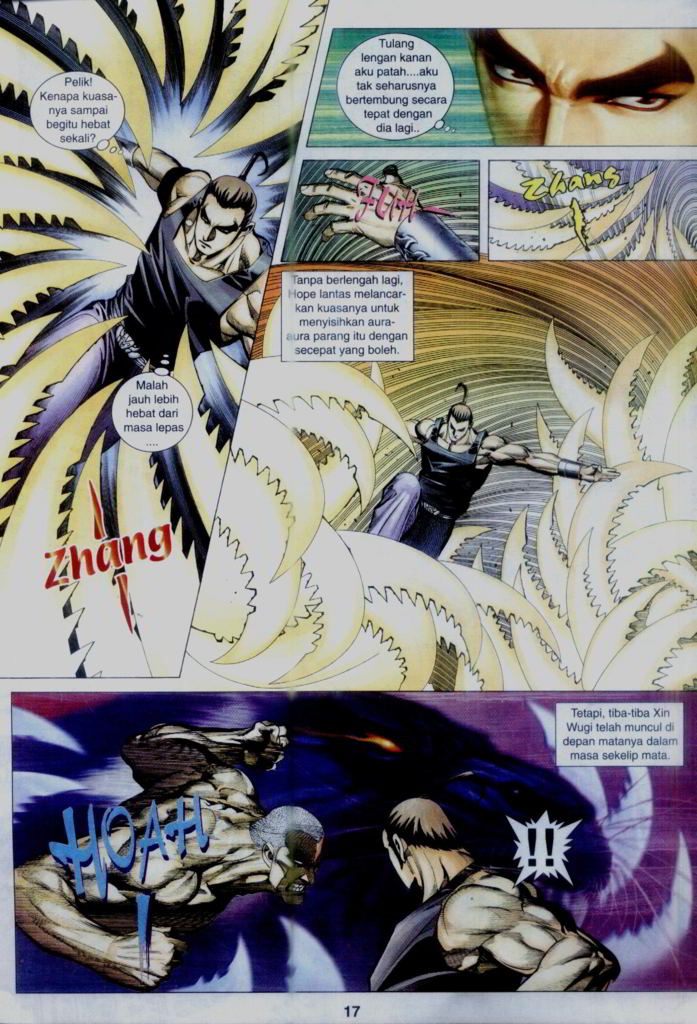 Pelik!
Kenapa kuasa-
nya sampai
begitu hebat
sekali?
Malah
jauh lebih
hebat dari
masa lepas
....
Zhang
Tulang
lengan kanan
aku patah....aku
tak seharusnya
bertembung secara
tepat dengan
dia lagi..
Zhang
Tanpa berlengah lagi,
Hope lantas melancar-
kan kuasanya untuk
menyisihkan aura-
aura parang itu dengan
secepat yang boleh.
Tetapi, tiba-tiba Xin
Wugi telah muncul di
depan matanya dalam
masa sekelip mata.
HOAH
!
!!
17